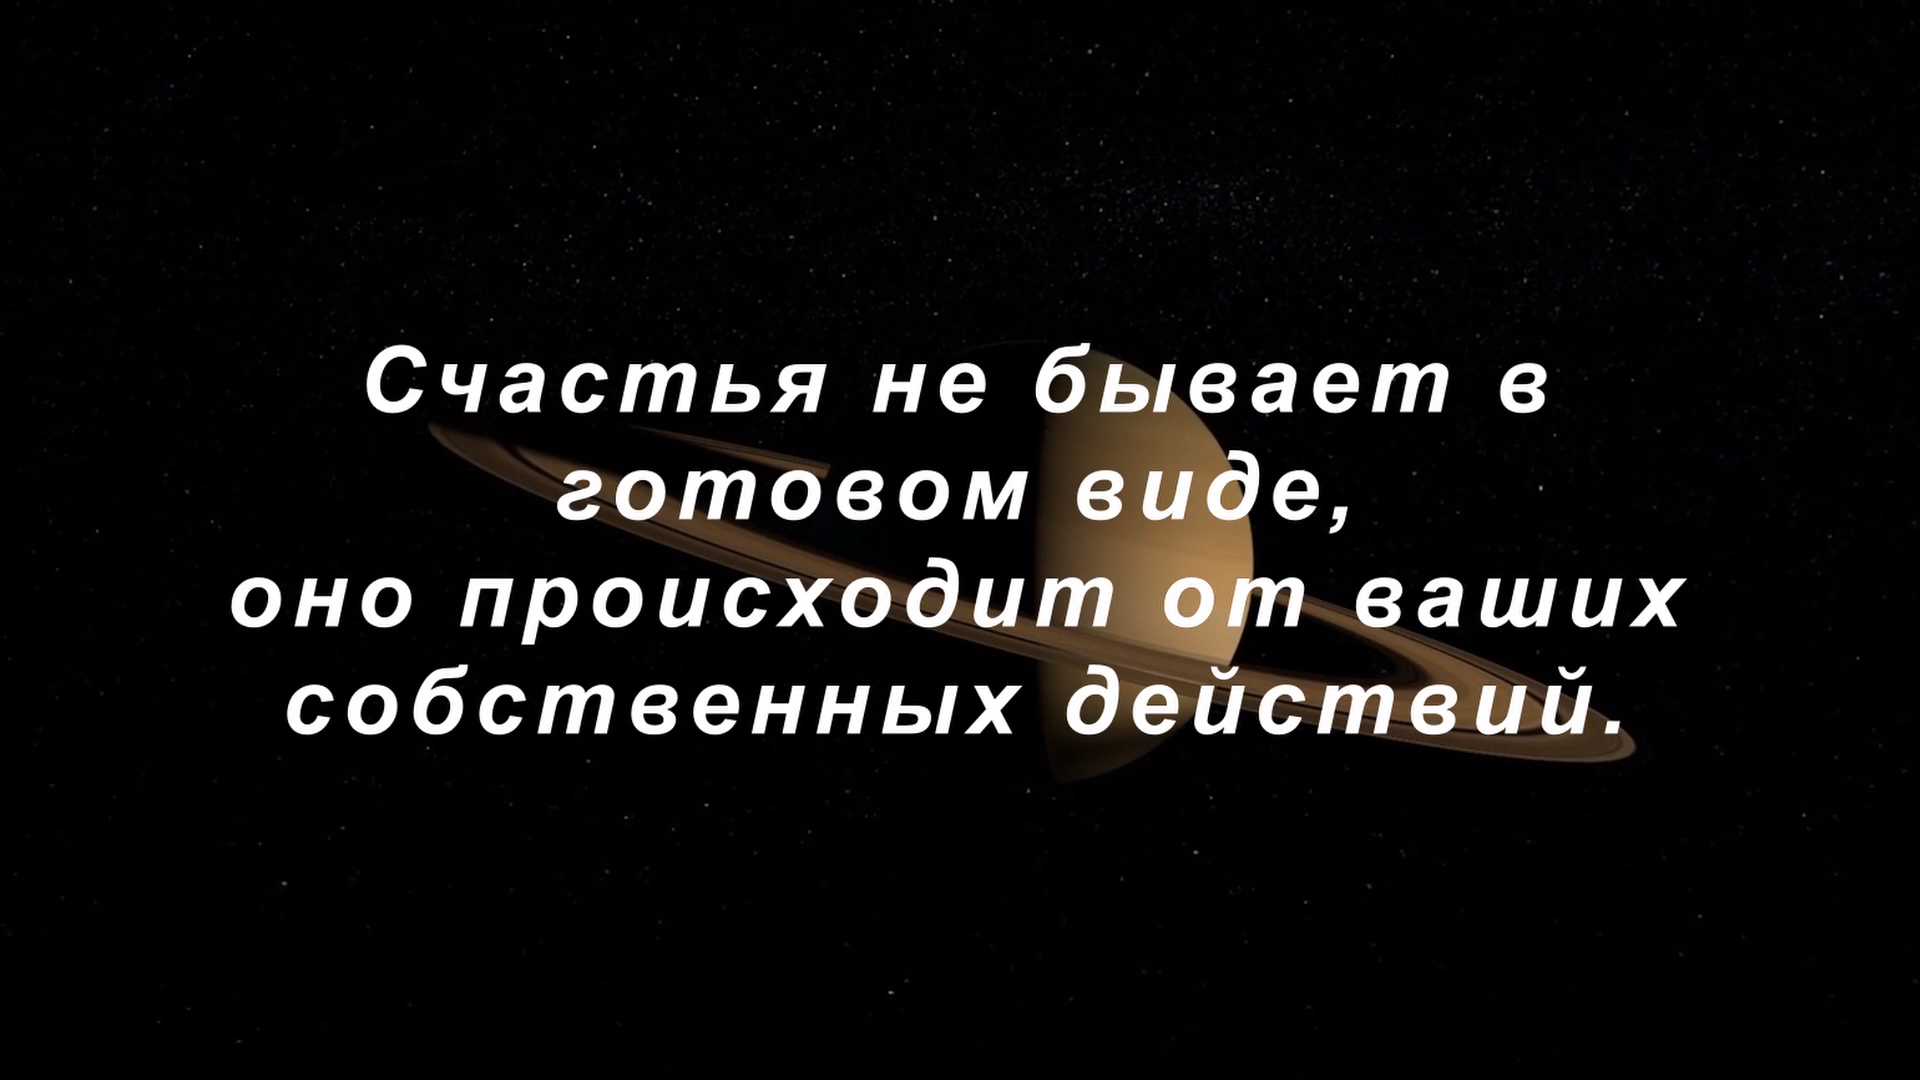 Счастья не бывает в
готовом виде,
оно происходит от ваших
собственных действий.